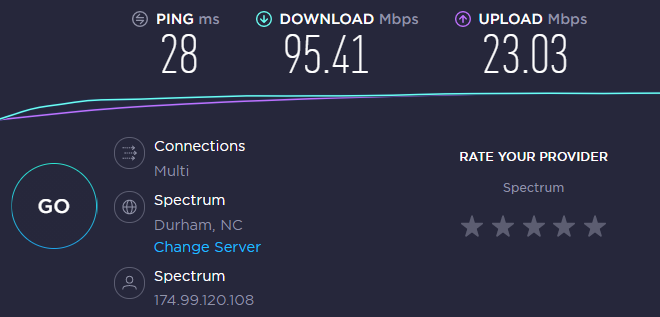 PING ms
DOWNLOAD Mbps
UPLOAD Mbps
28
95.41
23.03
Connections
Multi
Spectrum
Durham, NC
Change Server
Spectrum
174.99.120.108
GO
RATE YOUR PROVIDER
Spectrum